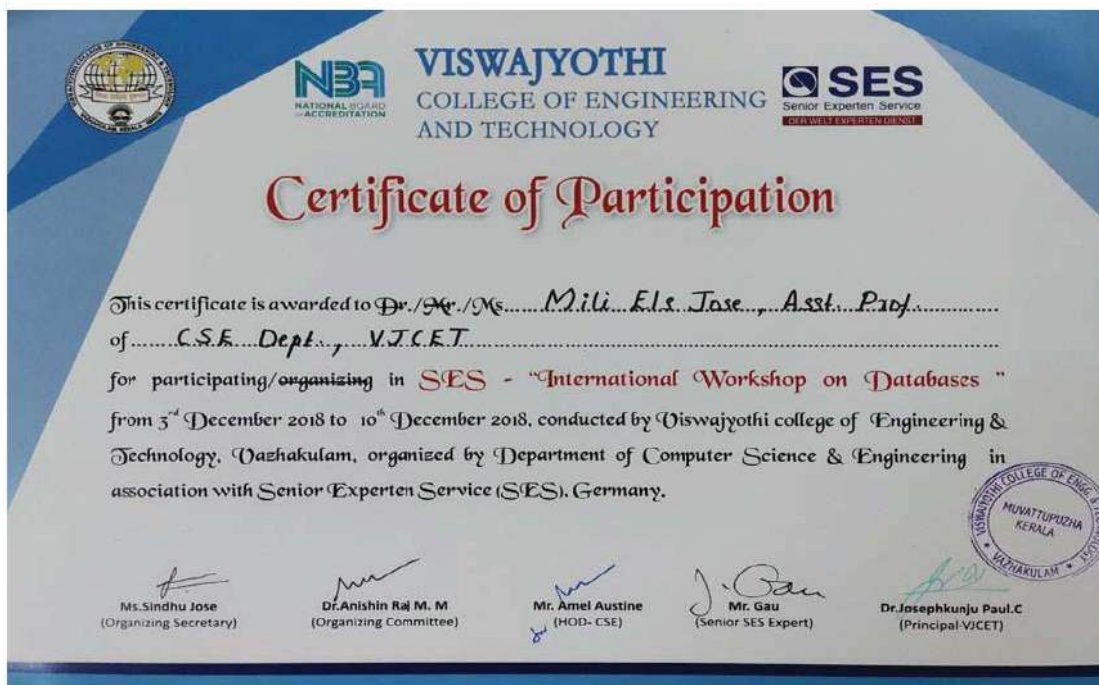 VISWAJYOTHI
COLLEGE OF ENGINEERING
AND TECHNOLOGY
NBA
NATIONAL BOARD
of ACCREDITATION
SES
Senior Experten Service
DER WELT EXPERTEN DIENST
Certificate of Participation
This certificate is awarded to Dr./Mr./Ms...... Mili Els Jose, Asst. Prof. ............
of ...... CSE Dept., VJCET ............
for participating/organizing in SES - "International Workshop on Databases "
from 3rd December 2018 to 10th December 2018, conducted by Viswajyothi college of Engineering &
Technology, Vazhakulam, organized by Department of Computer Science & Engineering in
association with Senior Experten Service (SES), Germany.
VISWAJYOTHI COLLEGE OF ENGG. &
MUVATTUPUZHA
KERALA
VAZHAKULAM
Ms.Sindhu Jose
(Organizing Secretary)
Dr.Anishin Raj M. M
(Organizing Committee)
Mr. Amel Austine
(HOD- CSE)
J. Gau
Mr. Gau
(Senior SES Expert)
Dr.Josephkunju Paul.C
(Principal-VJCET)